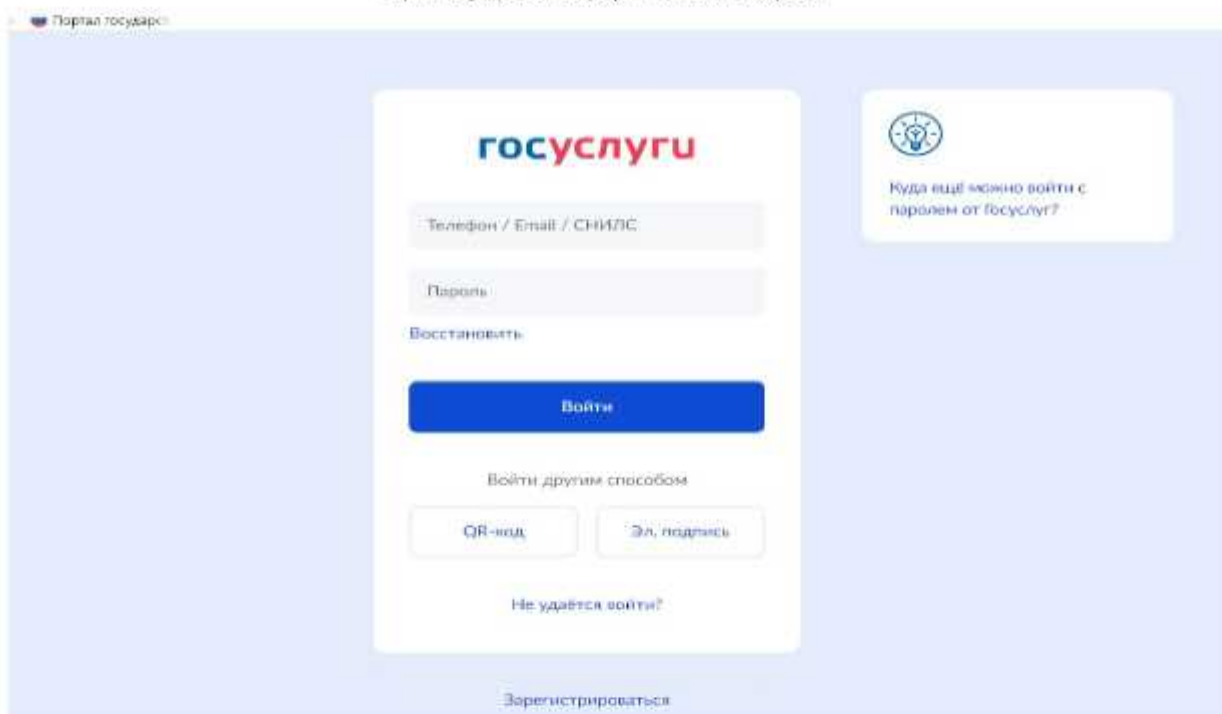 Портал государс
госуслуги
Телефон / Email / СНИЛС
Пароль
Восстановить
Войти
Войти другим способом
QR-код
Эл. подпись
Не удаётся войти?
Зарегистрироваться
Куда ещё можно войти с
паролем от Госуслуг?